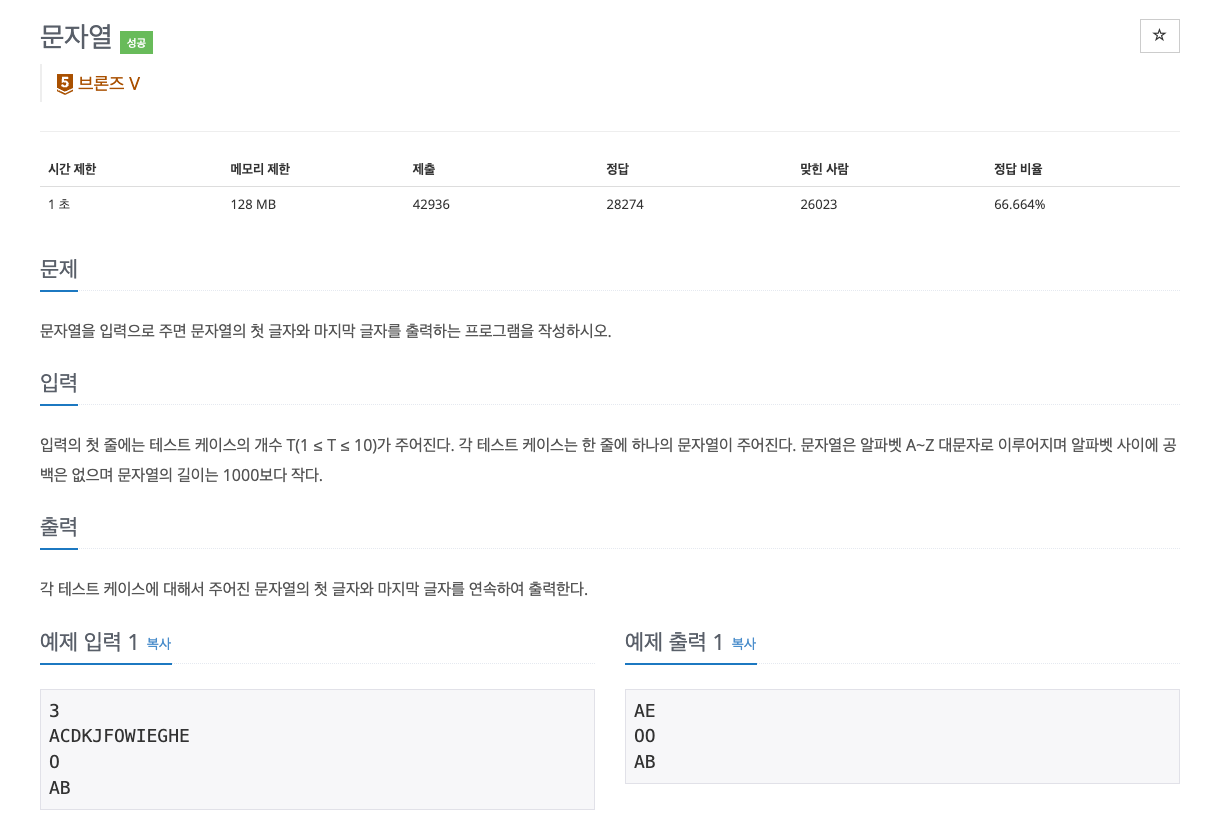 문자열 성공
☆
5 브론즈 V
시간 제한 메모리 제한 제출 정답 맞힌 사람 정답 비율
1 초 128 MB 42936 28274 26023 66.664%
문제
문자열을 입력으로 주면 문자열의 첫 글자와 마지막 글자를 출력하는 프로그램을 작성하시오.
입력
입력의 첫 줄에는 테스트 케이스의 개수 T(1 ≤ T ≤ 10)가 주어진다. 각 테스트 케이스는 한 줄에 하나의 문자열이 주어진다. 문자열은 알파벳 A~Z 대문자로 이루어지며 알파벳 사이에 공
백은 없으며 문자열의 길이는 1000보다 작다.
출력
각 테스트 케이스에 대해서 주어진 문자열의 첫 글자와 마지막 글자를 연속하여 출력한다.
예제 입력 1 복사
3
ACDKJFOWIEGHE
O
AB
예제 출력 1 복사
AE
OO
AB